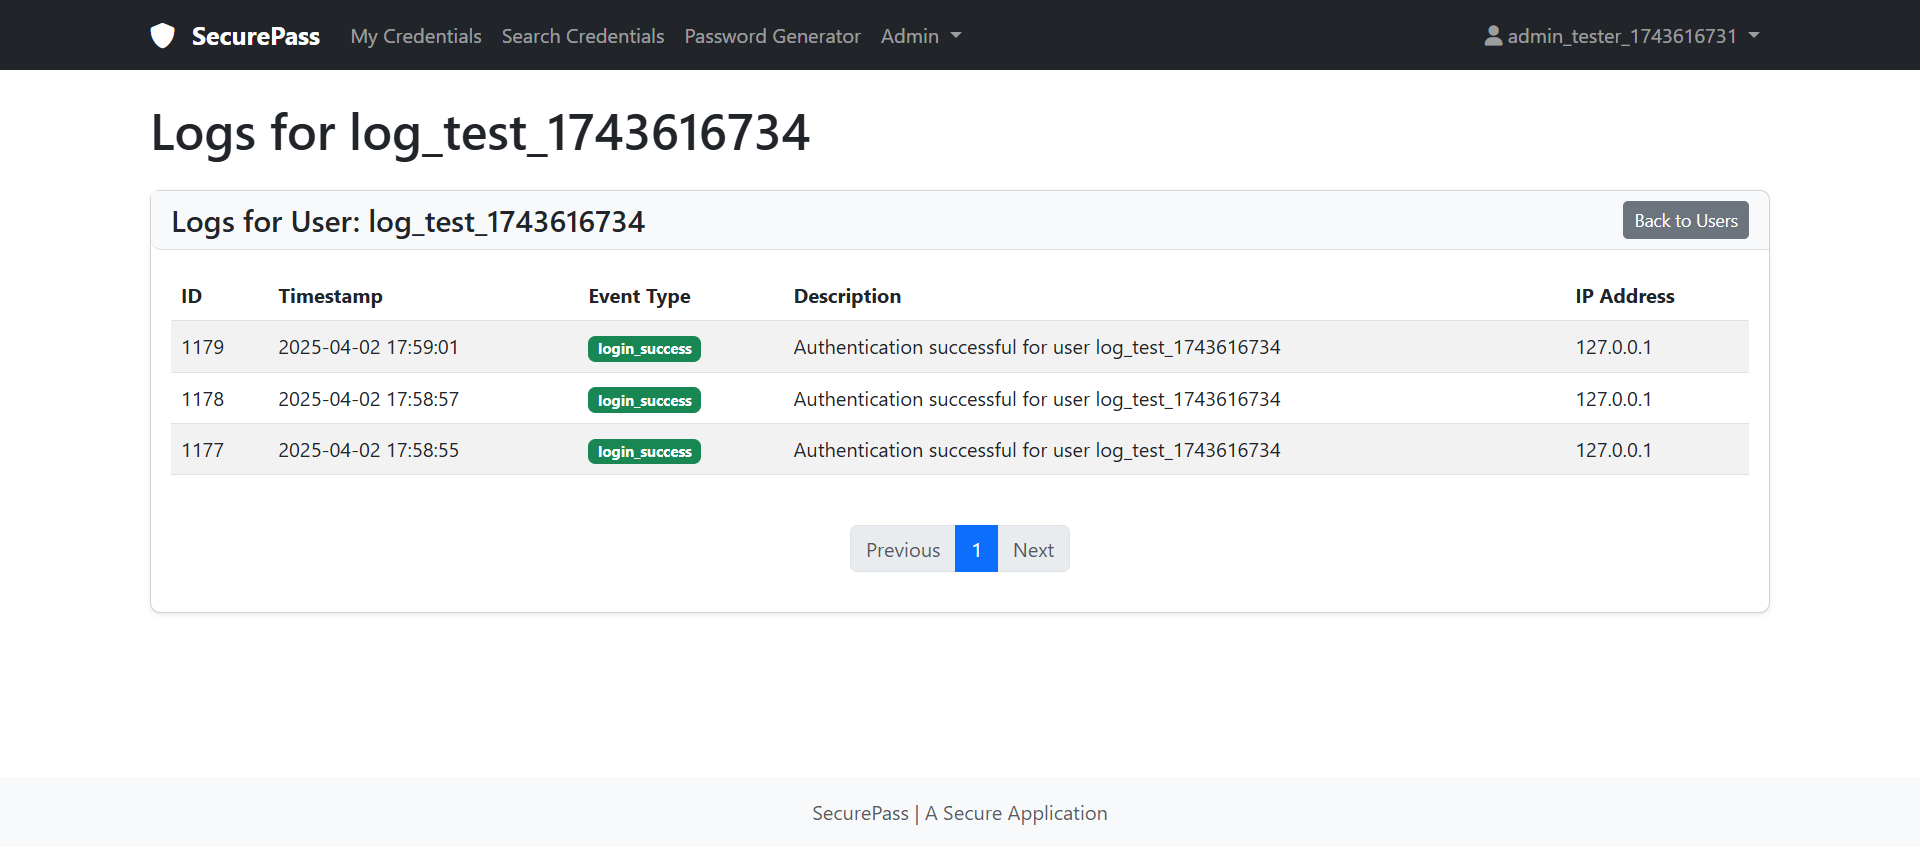 SecurePass My Credentials Search Credentials Password Generator Admin admin_tester_1743616731
Logs for log_test_1743616734
Logs for User: log_test_1743616734 Back to Users
ID Timestamp Event Type Description IP Address
1179 2025-04-02 17:59:01 login_success Authentication successful for user log_test_1743616734 127.0.0.1
1178 2025-04-02 17:58:57 login_success Authentication successful for user log_test_1743616734 127.0.0.1
1177 2025-04-02 17:58:55 login_success Authentication successful for user log_test_1743616734 127.0.0.1
Previous 1 Next
SecurePass | A Secure Application